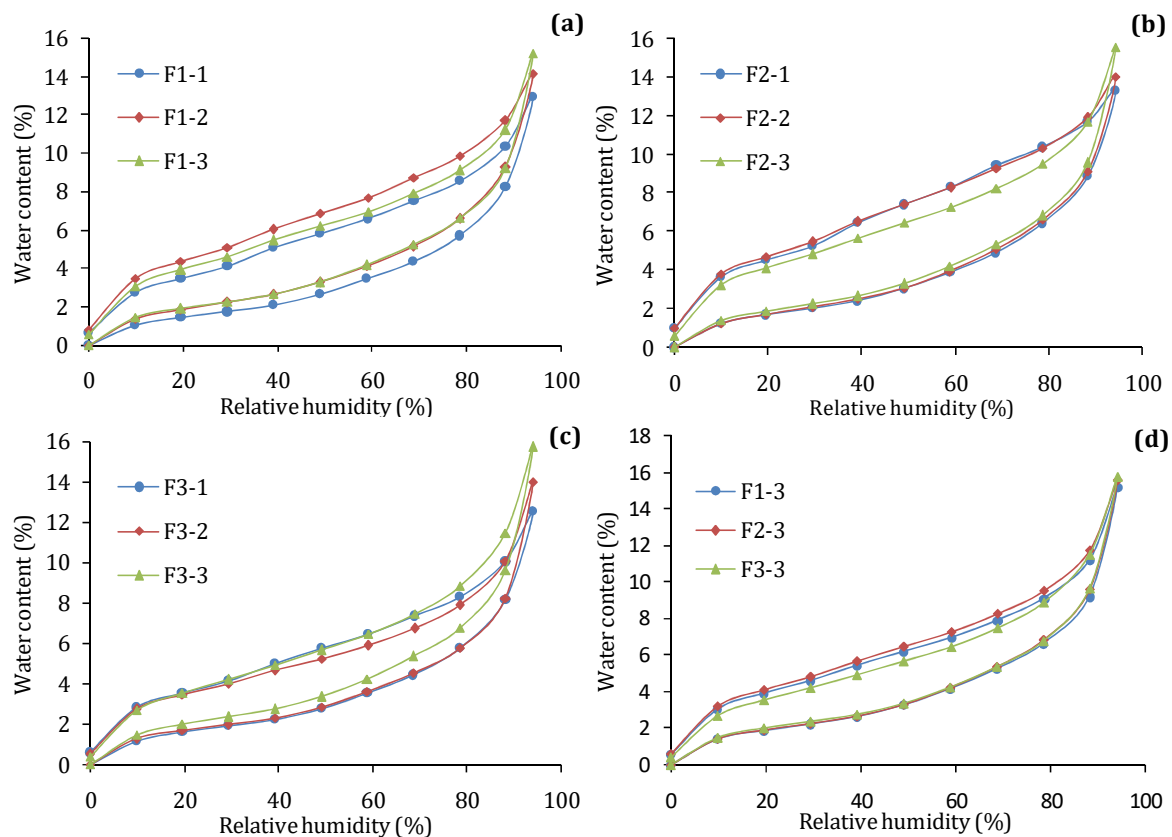 (a)
16
14
12
10
8
6
4
2
0
Water content (%)
F1-1
F1-2
F1-3
0 20 40 60 80 100
Relative humidity (%)
(b)
16
14
12
10
8
6
4
2
0
Water content (%)
F2-1
F2-2
F2-3
0 20 40 60 80 100
Relative humidity (%)
(c)
16
14
12
10
8
6
4
2
0
Water content (%)
F3-1
F3-2
F3-3
0 20 40 60 80 100
Relative humidity (%)
(d)
18
16
14
12
10
8
6
4
2
0
Water content (%)
F1-3
F2-3
F3-3
0 20 40 60 80 100
Relative humidity (%)